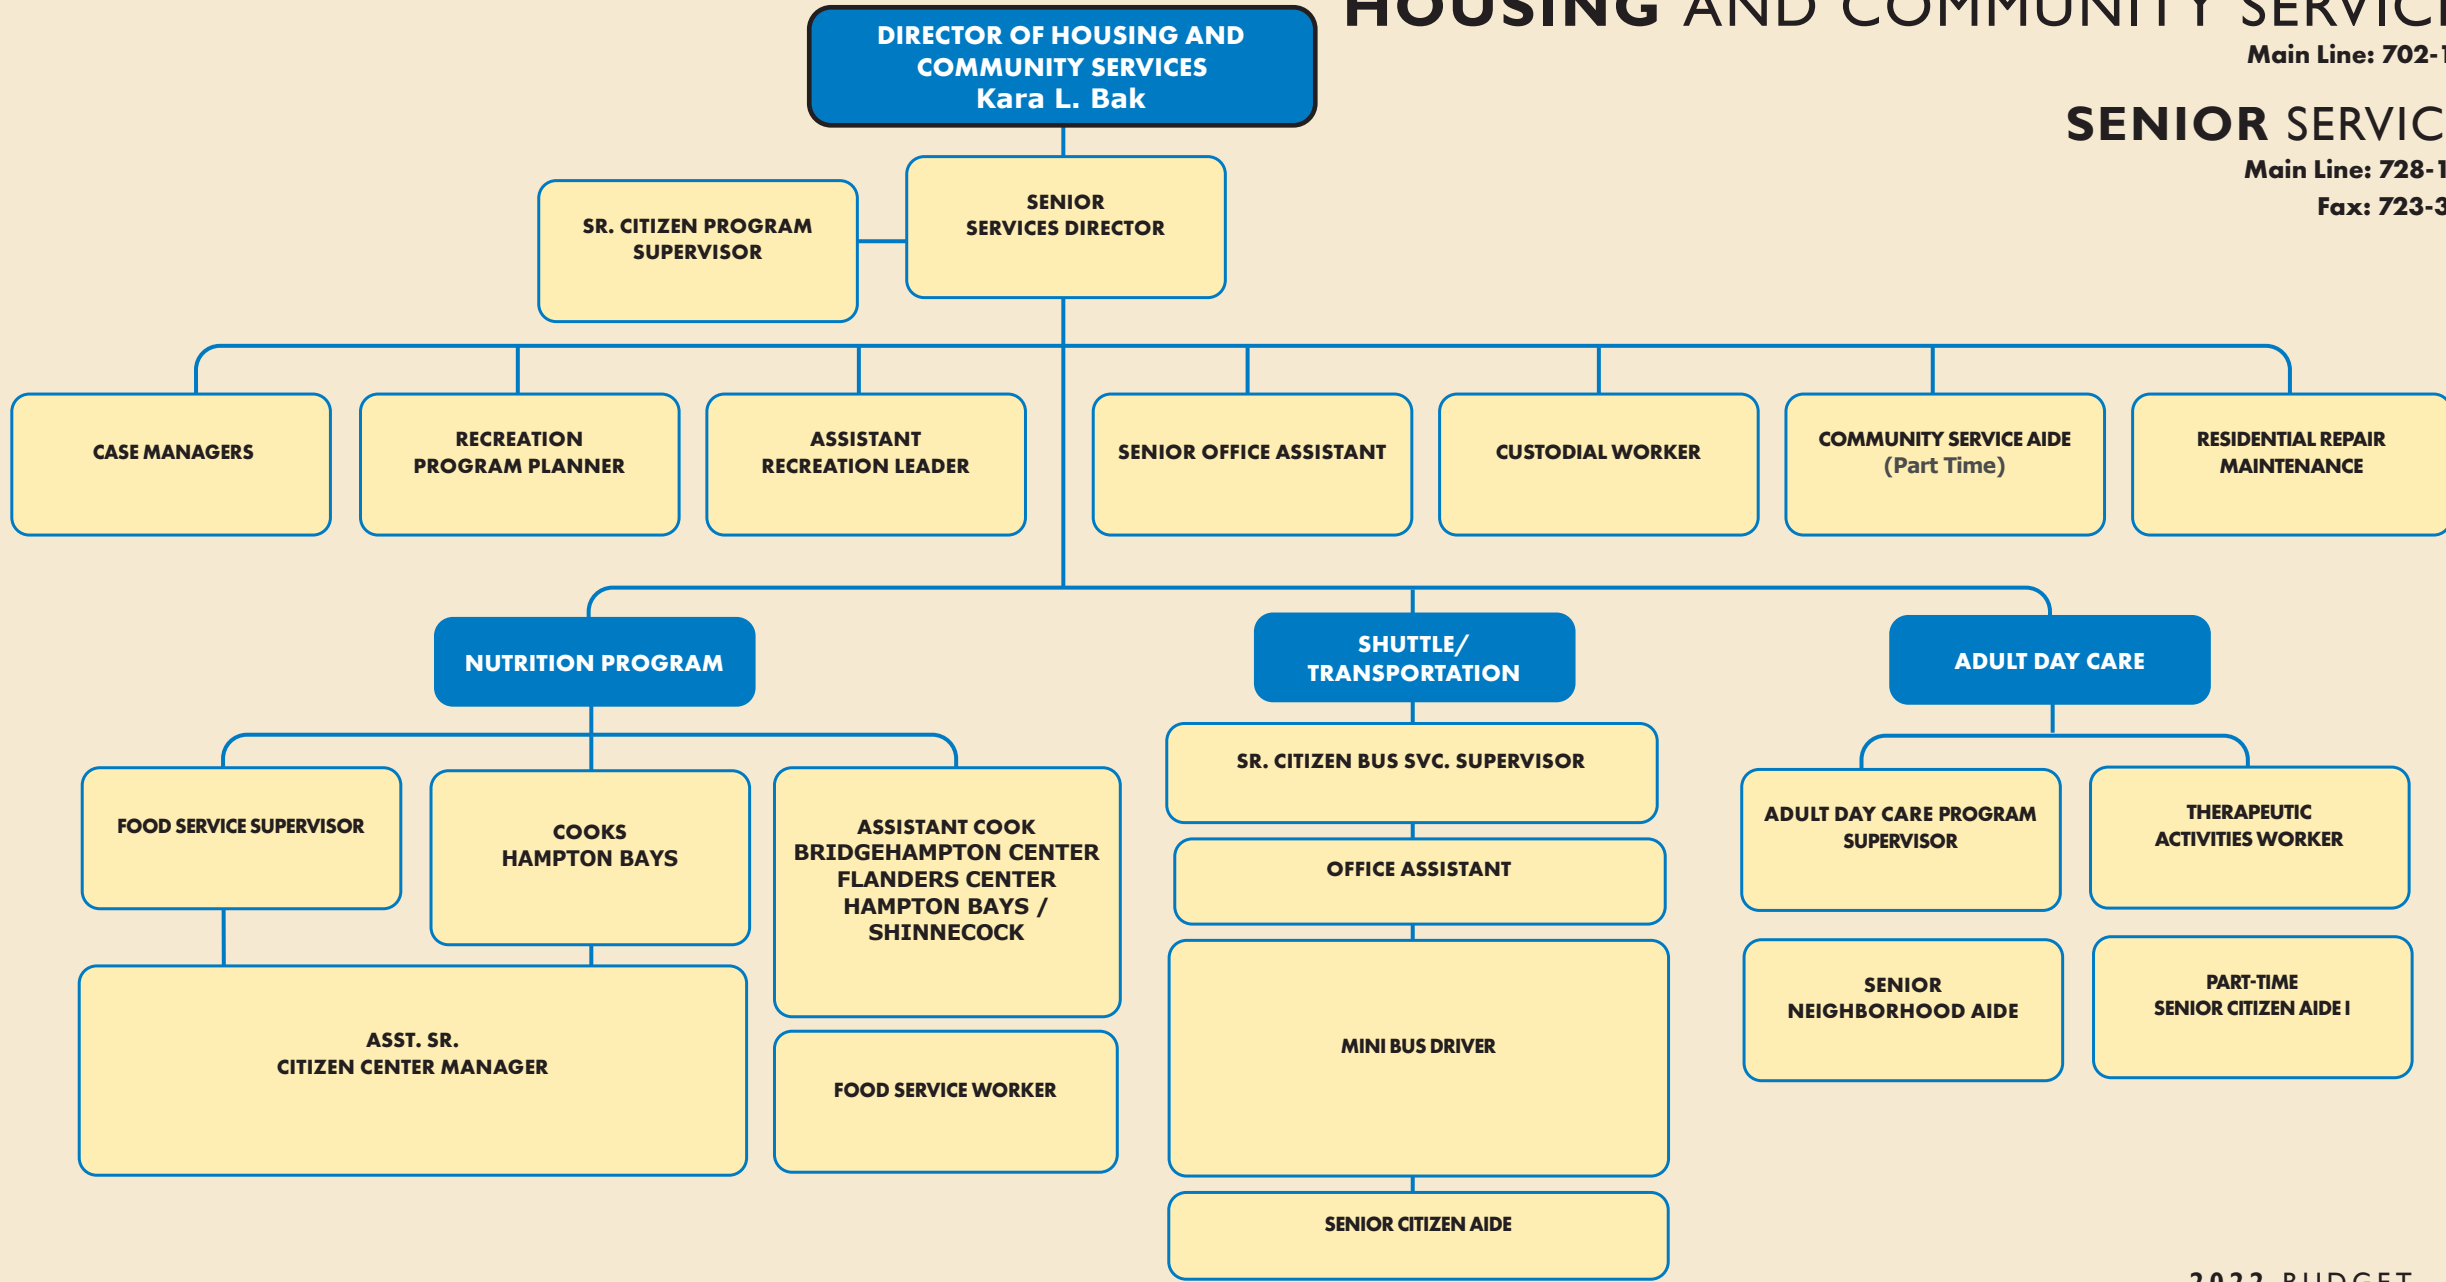 HOUSING AND COMMUNITY SERVIC
Main Line: 702-1
SENIOR SERVIC
Main Line: 728-1
Fax: 723-3
DIRECTOR OF HOUSING AND
COMMUNITY SERVICES
Kara L. Bak
SENIOR
SERVICES DIRECTOR
SR. CITIZEN PROGRAM
SUPERVISOR
CASE MANAGERS
RECREATION
PROGRAM PLANNER
ASSISTANT
RECREATION LEADER
SENIOR OFFICE ASSISTANT
CUSTODIAL WORKER
COMMUNITY SERVICE AIDE
(Part Time)
RESIDENTIAL REPAIR
MAINTENANCE
NUTRITION PROGRAM
SHUTTLE/
TRANSPORTATION
ADULT DAY CARE
FOOD SERVICE SUPERVISOR
COOKS
HAMPTON BAYS
ASSISTANT COOK
BRIDGEHAMPTON CENTER
FLANDERS CENTER
HAMPTON BAYS /
SHINNECOCK
ASST. SR.
CITIZEN CENTER MANAGER
FOOD SERVICE WORKER
SR. CITIZEN BUS SVC. SUPERVISOR
OFFICE ASSISTANT
MINI BUS DRIVER
SENIOR CITIZEN AIDE
ADULT DAY CARE PROGRAM
SUPERVISOR
THERAPEUTIC
ACTIVITIES WORKER
SENIOR
NEIGHBORHOOD AIDE
PART-TIME
SENIOR CITIZEN AIDE I
2022 BUDGET